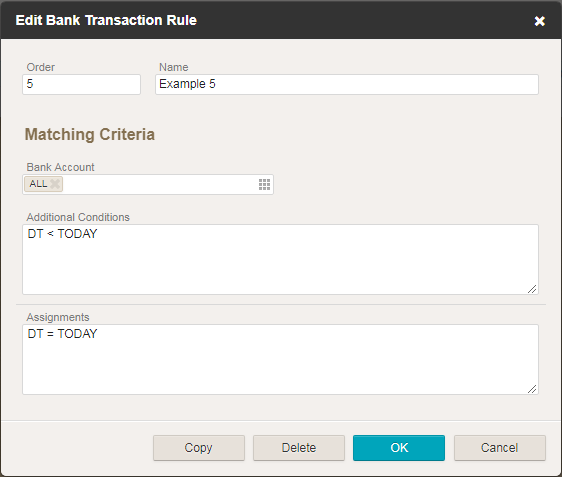 Edit Bank Transaction Rule
Order
Name
5
Example 5
Matching Criteria
Bank Account
ALL
Additional Conditions
DT < TODAY
Assignments
DT = TODAY
Copy
Delete
OK
Cancel